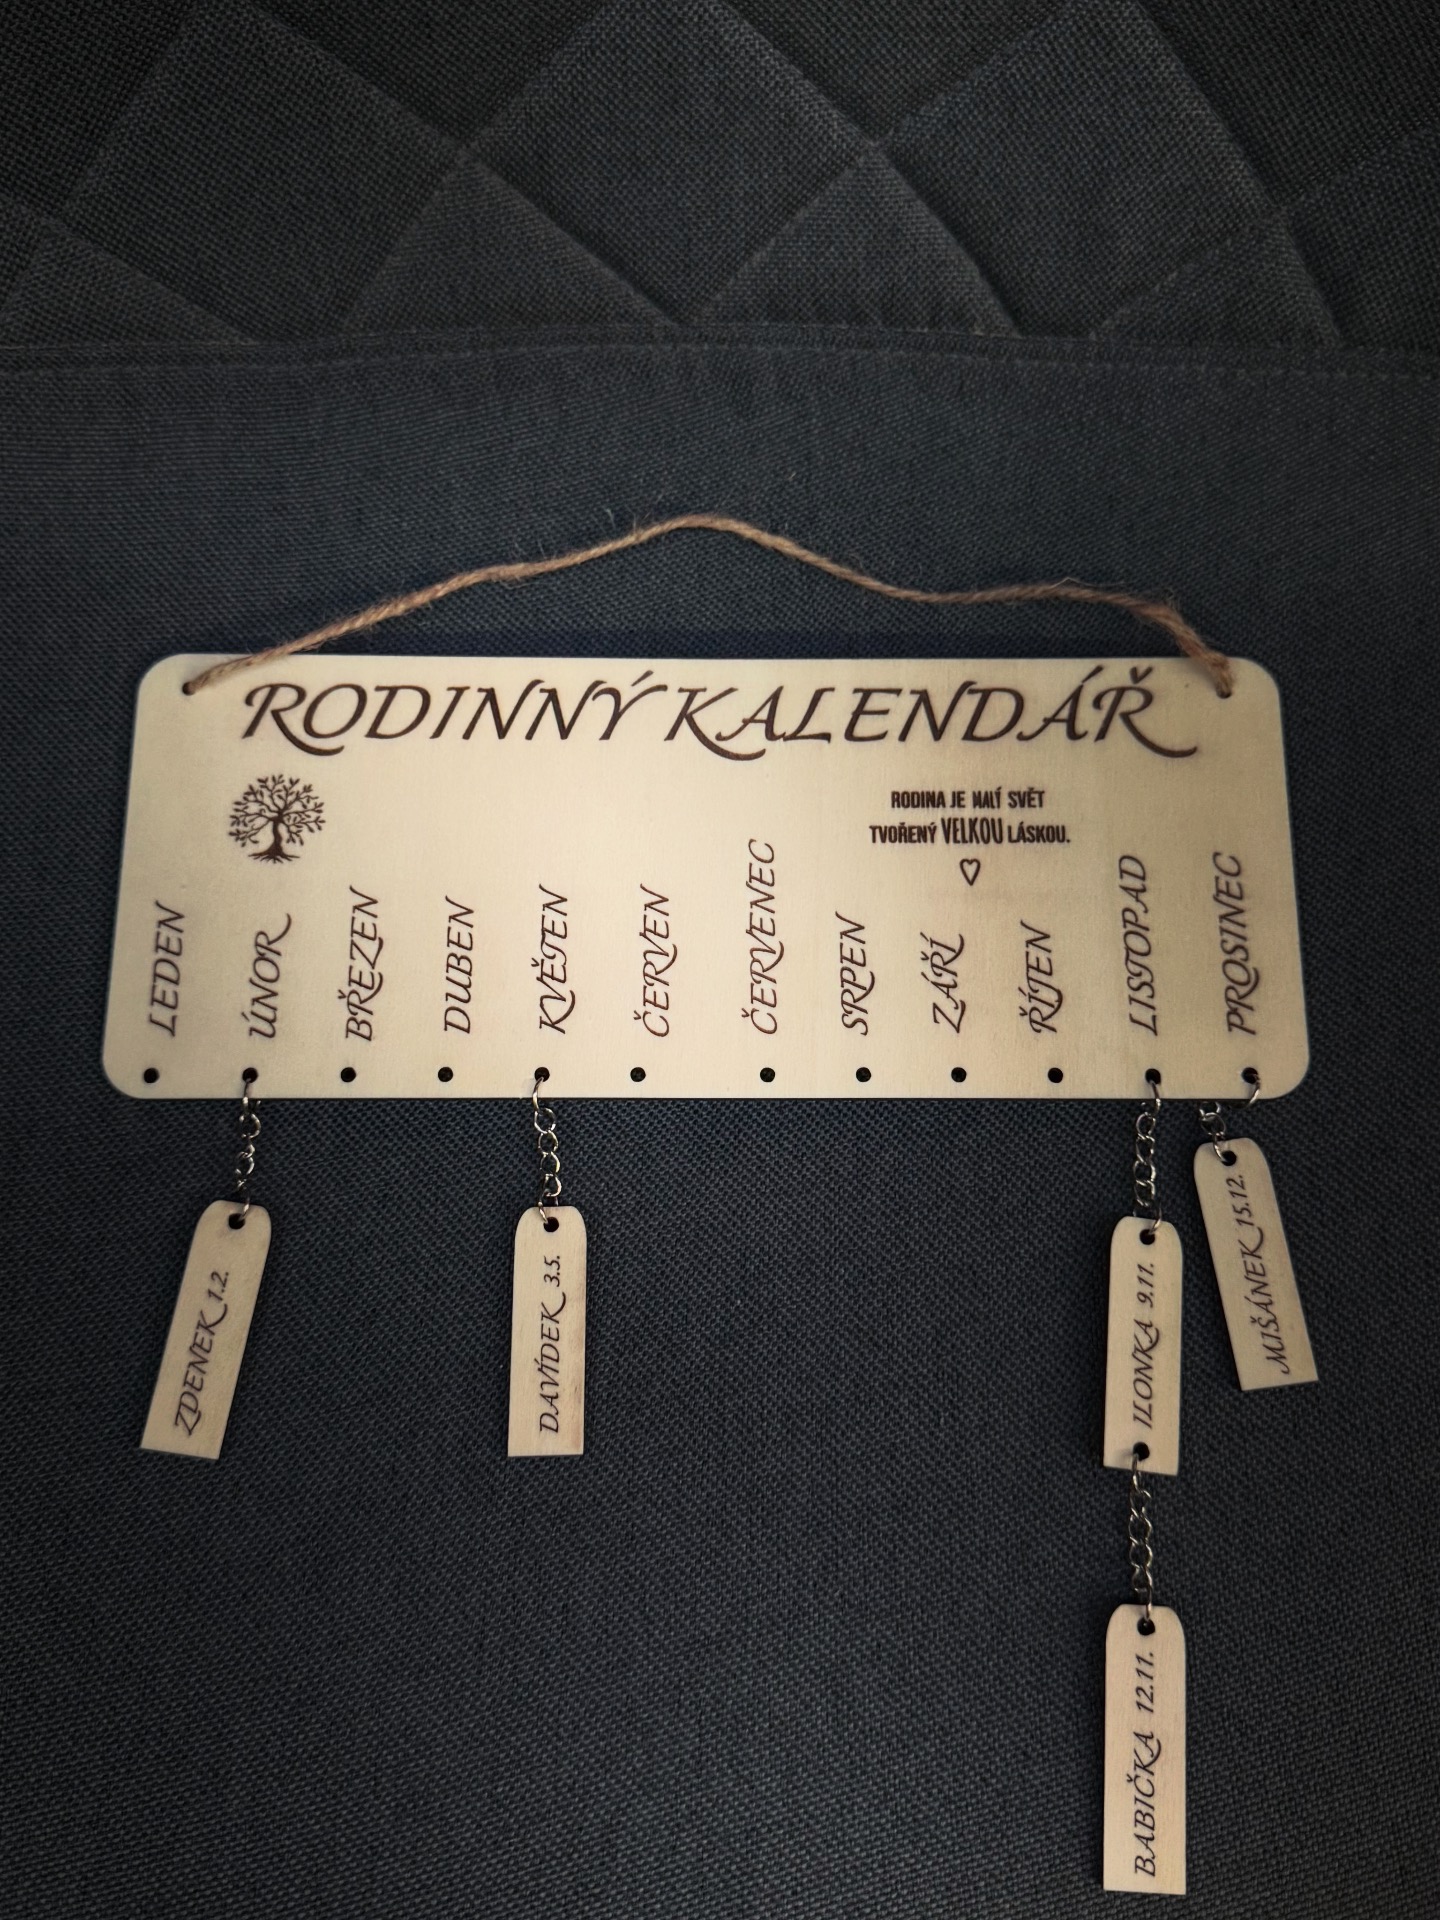 RODINNÝ KALENDÁŘ
RODINA JE MALÝ SVĚT
TVOŘENÝ VELKOU LÁSKOU.
LEDEN
ÚNOR
BŘEZEN
DUBEN
KVĚTEN
ČERVEN
ČERVENEC
SRPEN
ZÁŘÍ
ŘÍJEN
LISTOPAD
PROSINEC
ZDENEK 1.2.
DAVÍDEK 3.5.
ILONKA 9.11.
MIŠÁNEK 15.12.
BABIČKA 12.11.